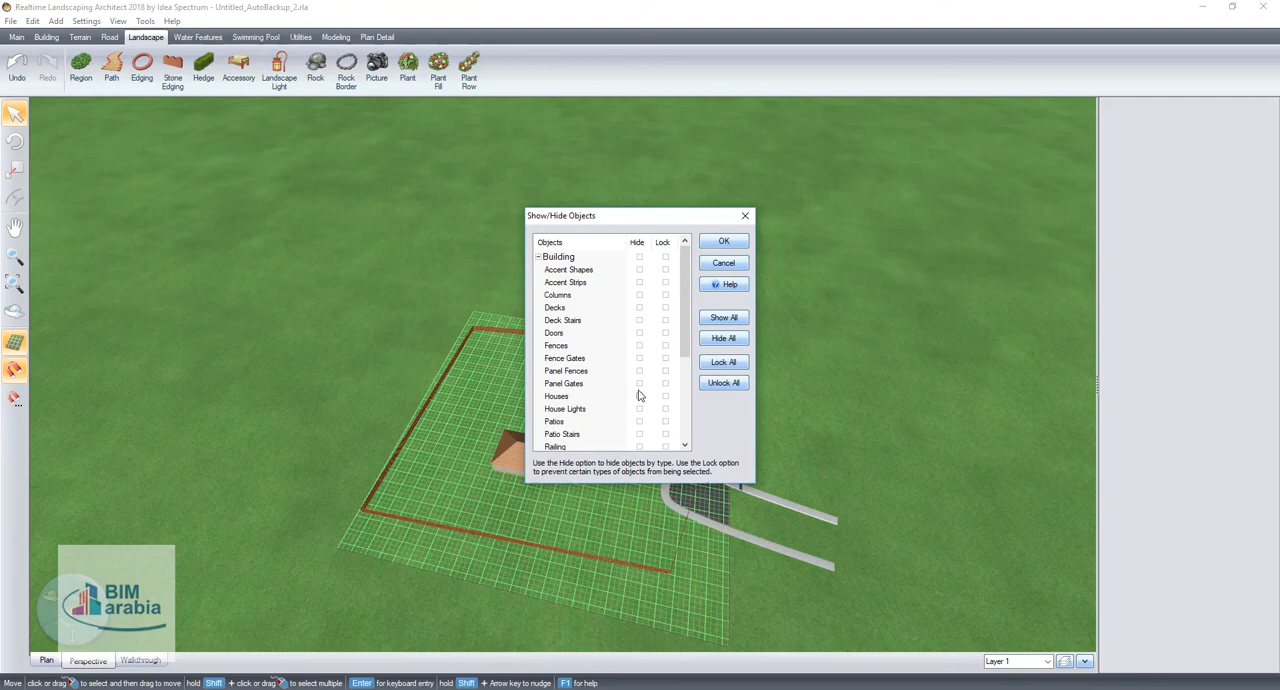 Realtime Landscaping Architect 2018 by Idea Spectrum - Untitled_AutoBackup_2.rla
File Edit Add Settings View Tools Help
Main Building Terrain Road Landscape Water Features Swimming Pool Utilities Modeling Plan Detail
Undo Redo Region Path Edging Stone Edging Hedge Accessory Landscape Light Rock Rock Border Picture Plant Plant Fill Plant Row
Show/Hide Objects
Objects Hide Lock
Building
Accent Shapes
Accent Strips
Columns
Decks
Deck Stairs
Doors
Fences
Fence Gates
Panel Fences
Panel Gates
Houses
House Lights
Patios
Patio Stairs
Railing
OK
Cancel
Help
Show All
Hide All
Lock All
Unlock All
Use the Hide option to hide objects by type. Use the Lock option
to prevent certain types of objects from being selected.
BIM
arabia
Plan Perspective Walkthrough
Layer 1
Move click or drag to select and then drag to move hold Shift + click or drag to select multiple Enter for keyboard entry hold Shift + Arrow key to nudge F1 for help